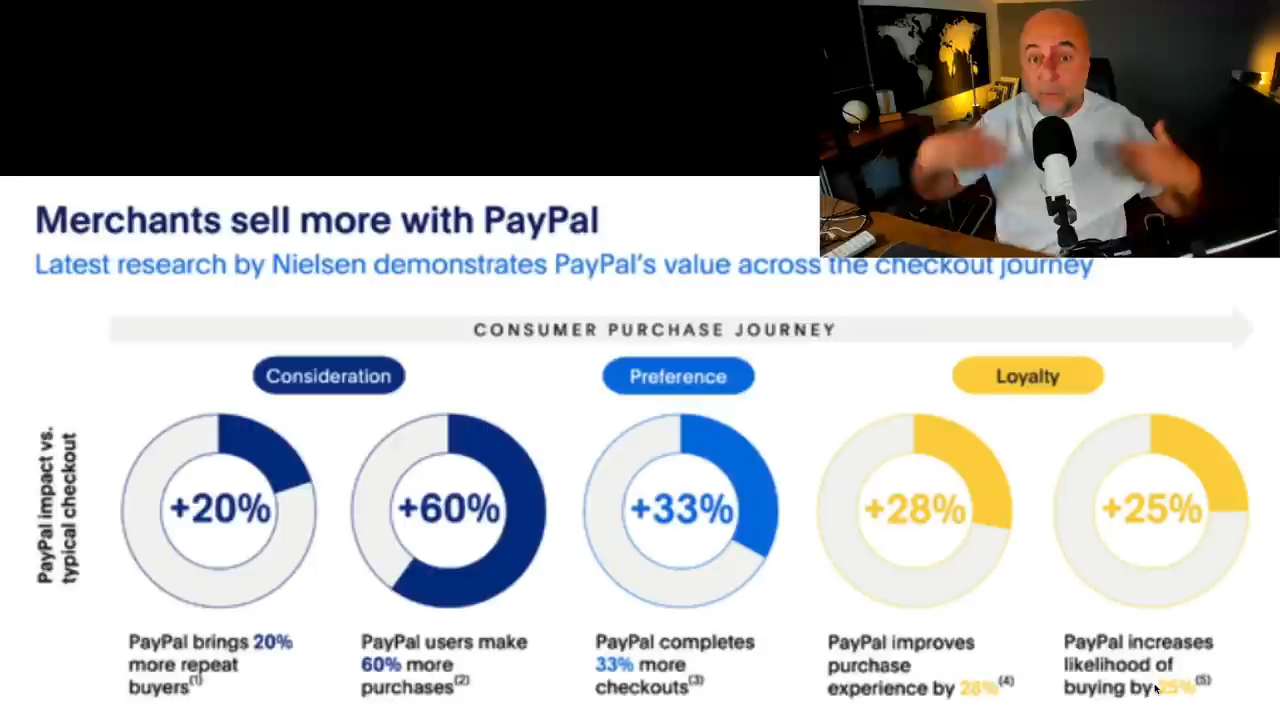 Merchants sell more with PayPal
Latest research by Nielsen demonstrates PayPal's value across the checkout journey
CONSUMER PURCHASE JOURNEY
Consideration
Preference
Loyalty
PayPal impact vs.
typical checkout
+20%
+60%
+33%
+28%
+25%
PayPal brings 20%
more repeat
buyers(1)
PayPal users make
60% more
purchases(2)
PayPal completes
33% more
checkouts(3)
PayPal improves
purchase
experience by 28%(4)
PayPal increases
likelihood of
buying by 25%(5)